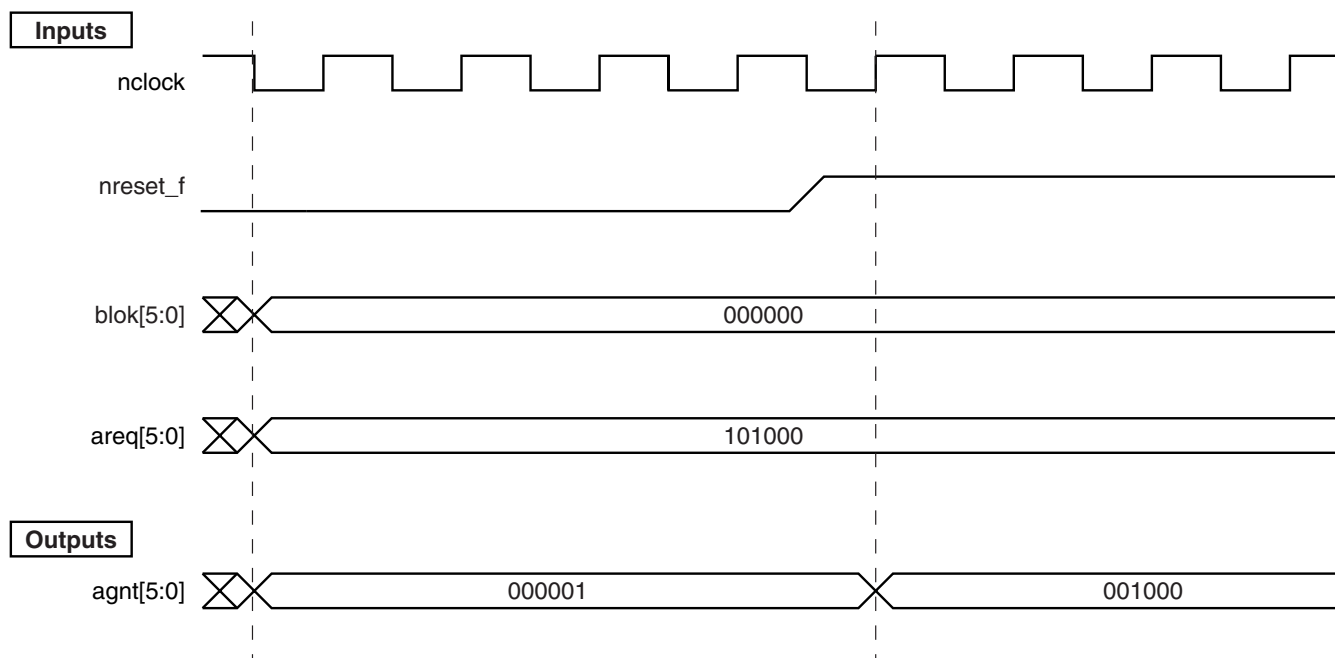 Inputs
nclock
nreset_f
blok[5:0]
000000
areq[5:0]
101000
Outputs
agnt[5:0]
000001
001000